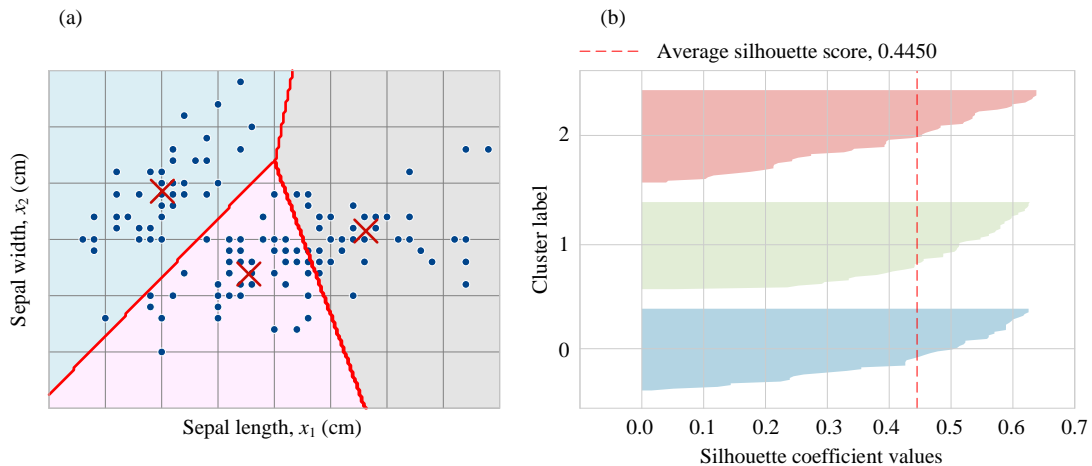 (a)
Sepal width, x₂ (cm)
Sepal length, x₁ (cm)
(b)
Average silhouette score, 0.4450
Cluster label
2
1
0
0.0 0.1 0.2 0.3 0.4 0.5 0.6 0.7
Silhouette coefficient values